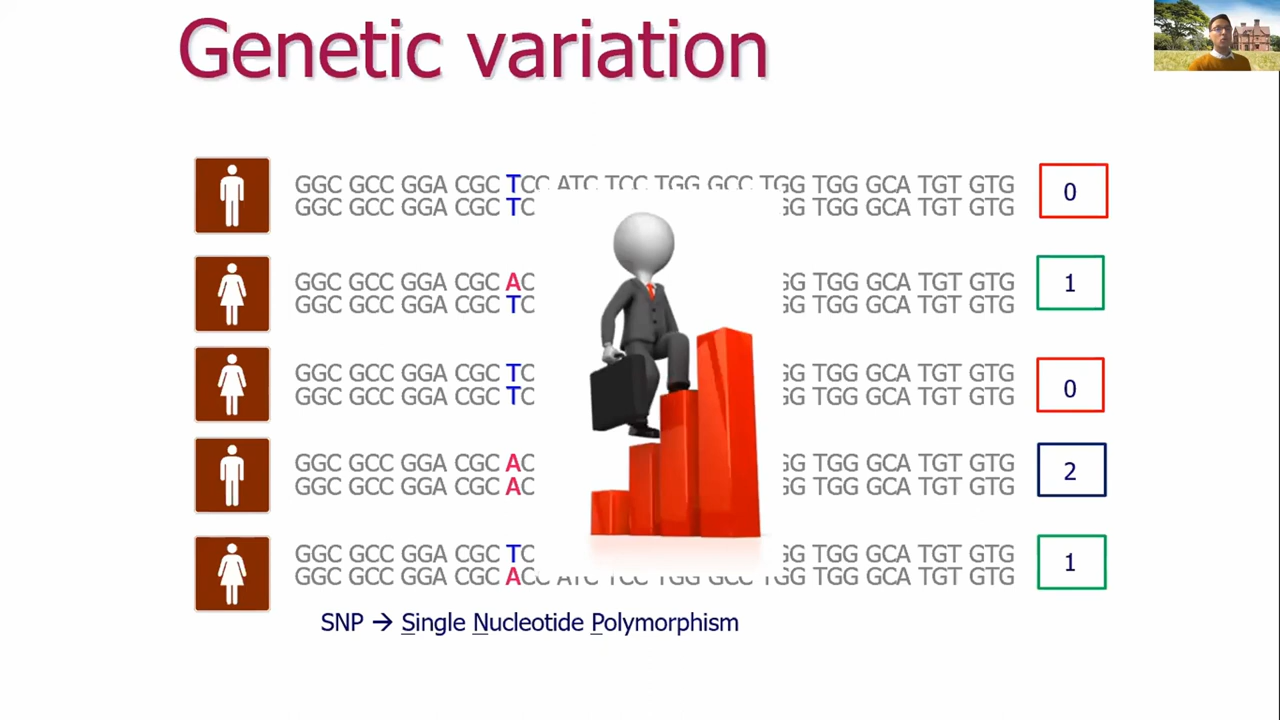 Genetic variation
GGC GCC GGA CGC TCC ATC TCC TGG GCC TGG TGG GCA TGT GTG
GGC GCC GGA CGC TC GG TGG GCA TGT GTG
0
GGC GCC GGA CGC AC GG TGG GCA TGT GTG
GGC GCC GGA CGC TC GG TGG GCA TGT GTG
1
GGC GCC GGA CGC TC GG TGG GCA TGT GTG
GGC GCC GGA CGC TC GG TGG GCA TGT GTG
0
GGC GCC GGA CGC AC GG TGG GCA TGT GTG
GGC GCC GGA CGC AC GG TGG GCA TGT GTG
2
GGC GCC GGA CGC TC GG TGG GCA TGT GTG
GGC GCC GGA CGC ACC ATC TCC TGG GCC TGG TGG GCA TGT GTG
1
SNP → Single Nucleotide Polymorphism